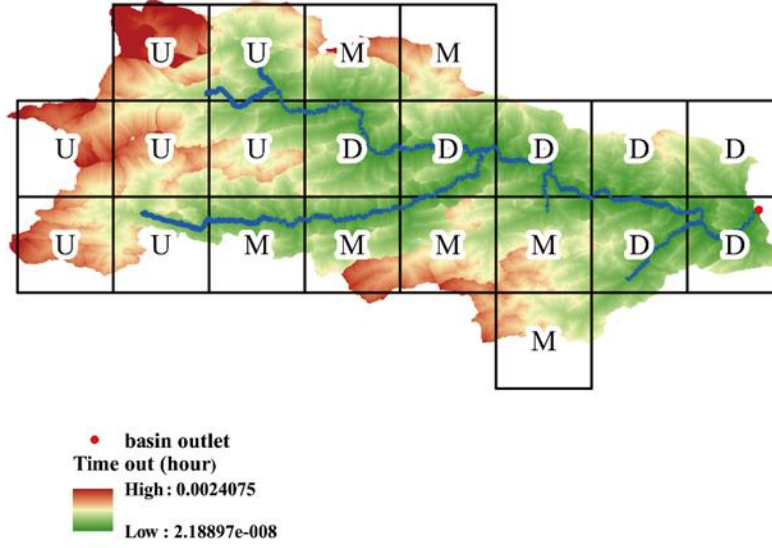 U U M M
U U U D D D D D
U U M M M M D D
M
basin outlet
Time out (hour)
High : 0.0024075
Low : 2.18897e-008